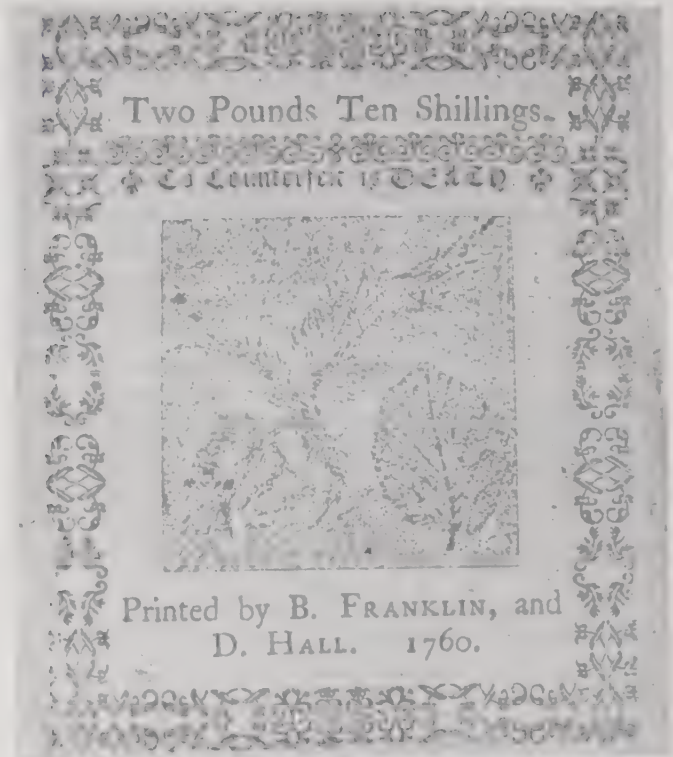 Two Pounds Ten Shillings.
To Counterfeit is DEATH
Printed by B. FRANKLIN, and
D. HALL. 1760.